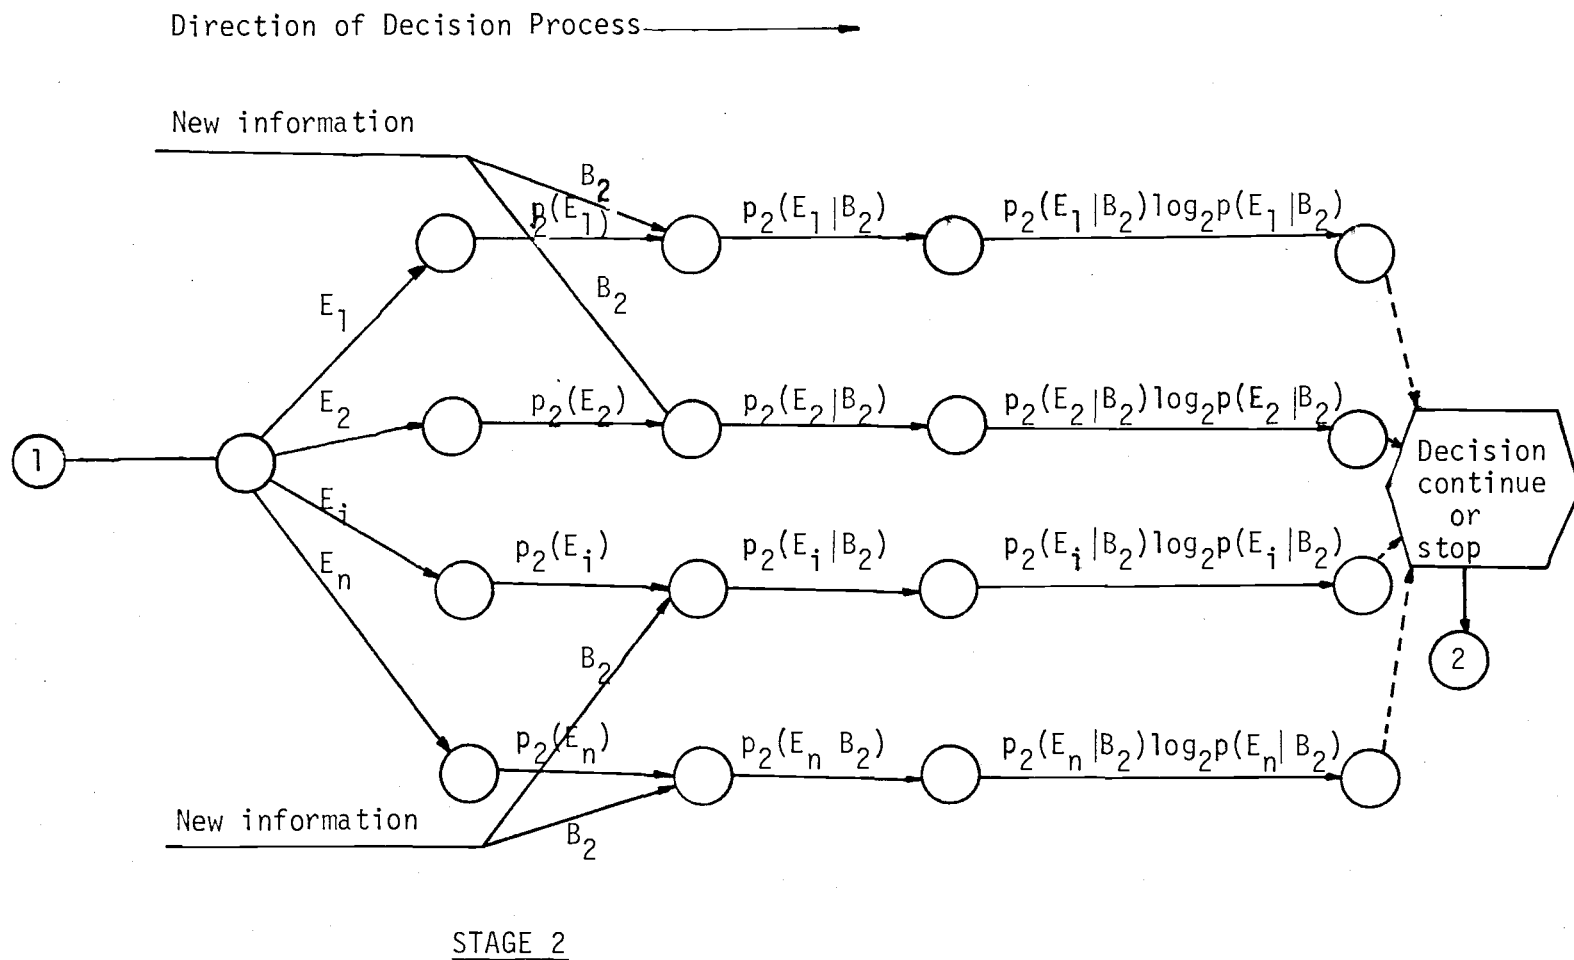 Direction of Decision Process
New information
B₂
p₂(E₁)
p₂(E₁|B₂)
p₂(E₁|B₂)log₂p(E₁|B₂)
B₂
E₁
E₂
p₂(E₂)
p₂(E₂|B₂)
p₂(E₂|B₂)log₂p(E₂|B₂)
1
Decision
continue
or
stop
Eᵢ
p₂(Eᵢ)
p₂(Eᵢ|B₂)
p₂(Eᵢ|B₂)log₂p(Eᵢ|B₂)
Eₙ
2
B₂
p₂(Eₙ)
p₂(Eₙ B₂)
p₂(Eₙ|B₂)log₂p(Eₙ|B₂)
New information
B₂
STAGE 2